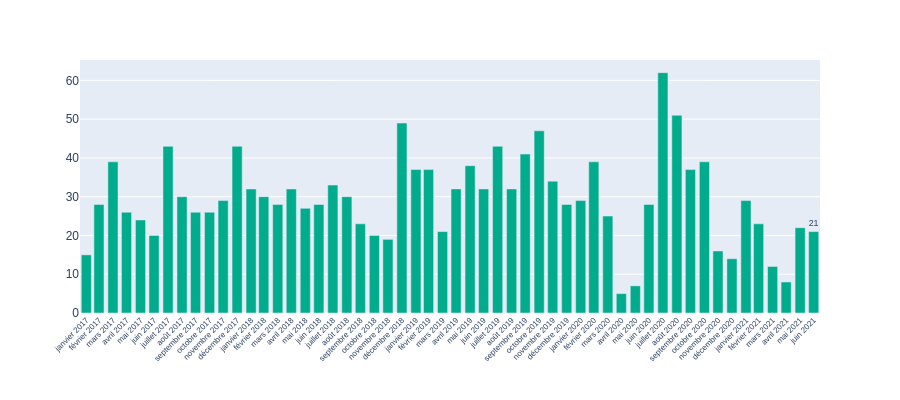 60
50
40
30
20
10
0
21
janvier 2017
février 2017
mars 2017
avril 2017
mai 2017
juin 2017
juillet 2017
août 2017
septembre 2017
octobre 2017
novembre 2017
décembre 2017
janvier 2018
février 2018
mars 2018
avril 2018
mai 2018
juin 2018
juillet 2018
août 2018
septembre 2018
octobre 2018
novembre 2018
décembre 2018
janvier 2019
février 2019
mars 2019
avril 2019
mai 2019
juin 2019
juillet 2019
août 2019
septembre 2019
octobre 2019
novembre 2019
décembre 2019
janvier 2020
février 2020
mars 2020
avril 2020
mai 2020
juin 2020
juillet 2020
août 2020
septembre 2020
octobre 2020
novembre 2020
décembre 2020
janvier 2021
février 2021
mars 2021
avril 2021
mai 2021
juin 2021